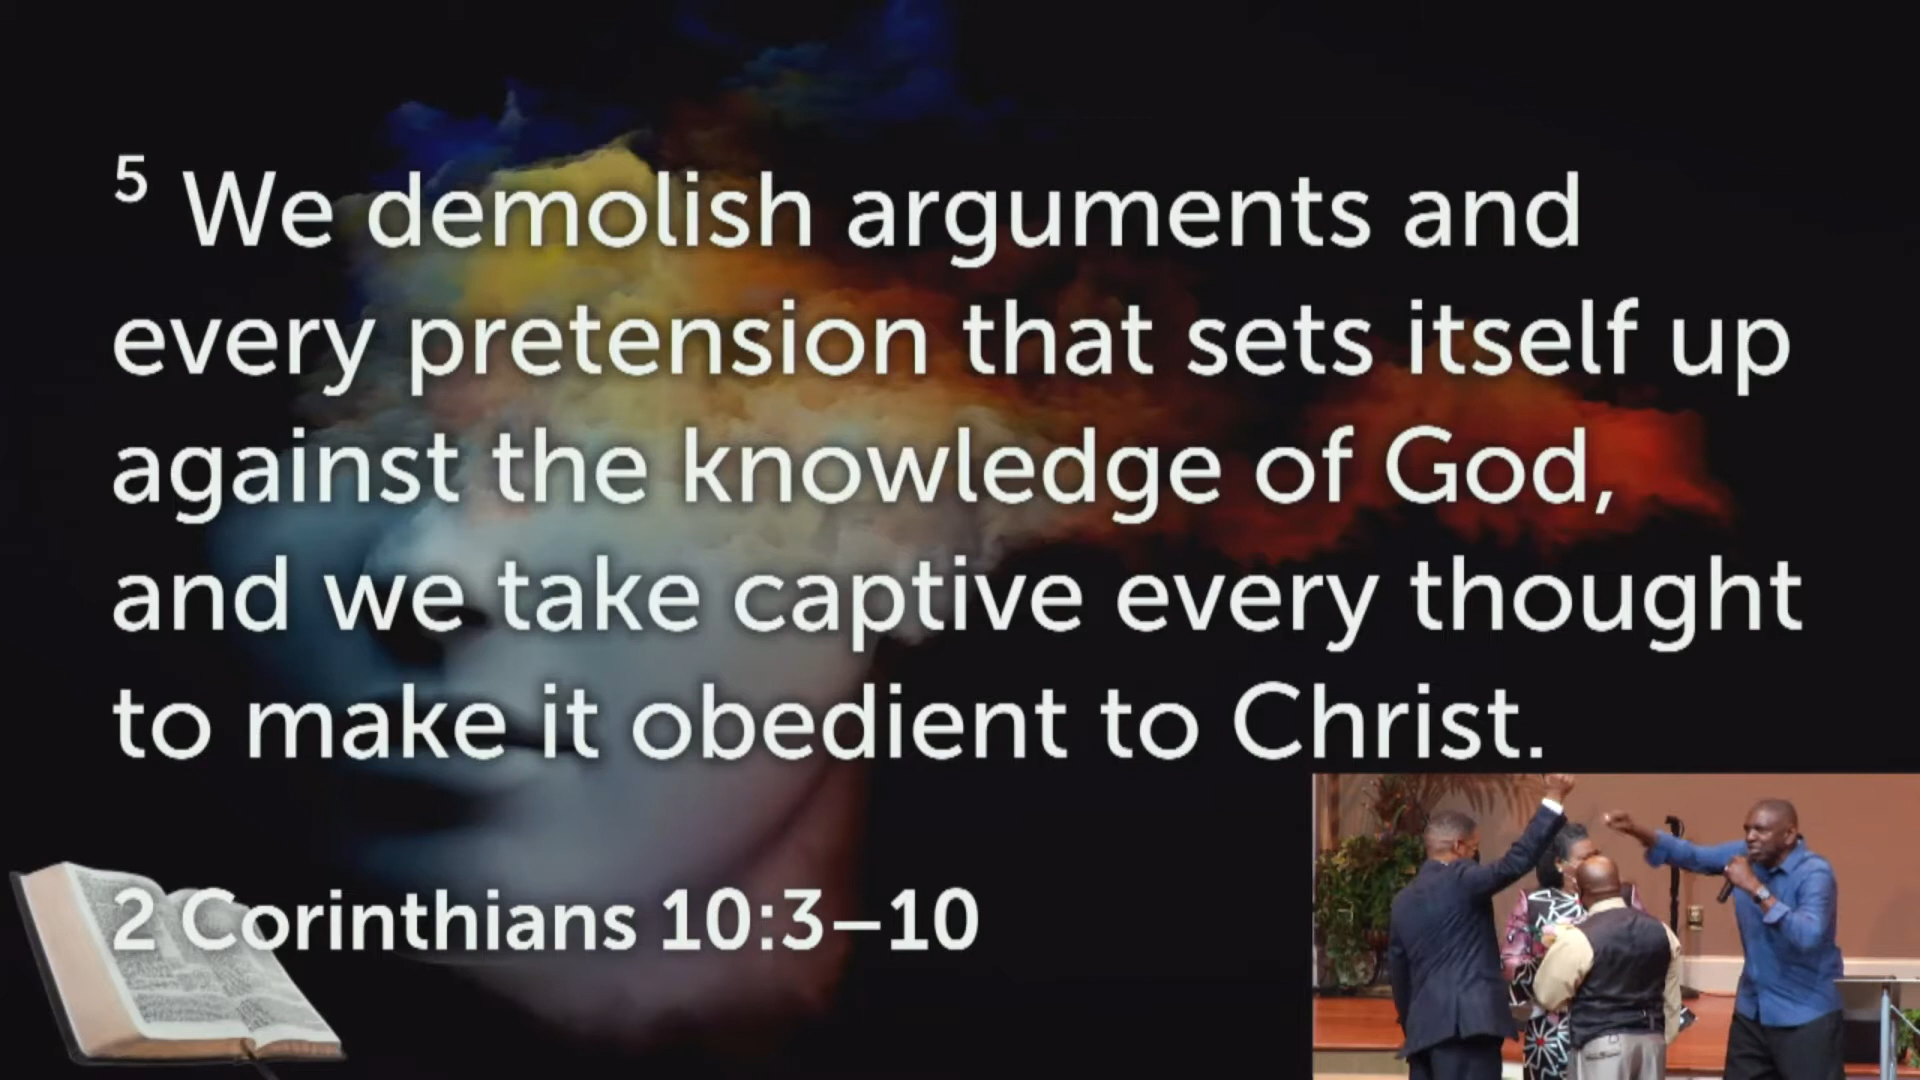 5 We demolish arguments and
every pretension that sets itself up
against the knowledge of God,
and we take captive every thought
to make it obedient to Christ.
2 Corinthians 10:3–10